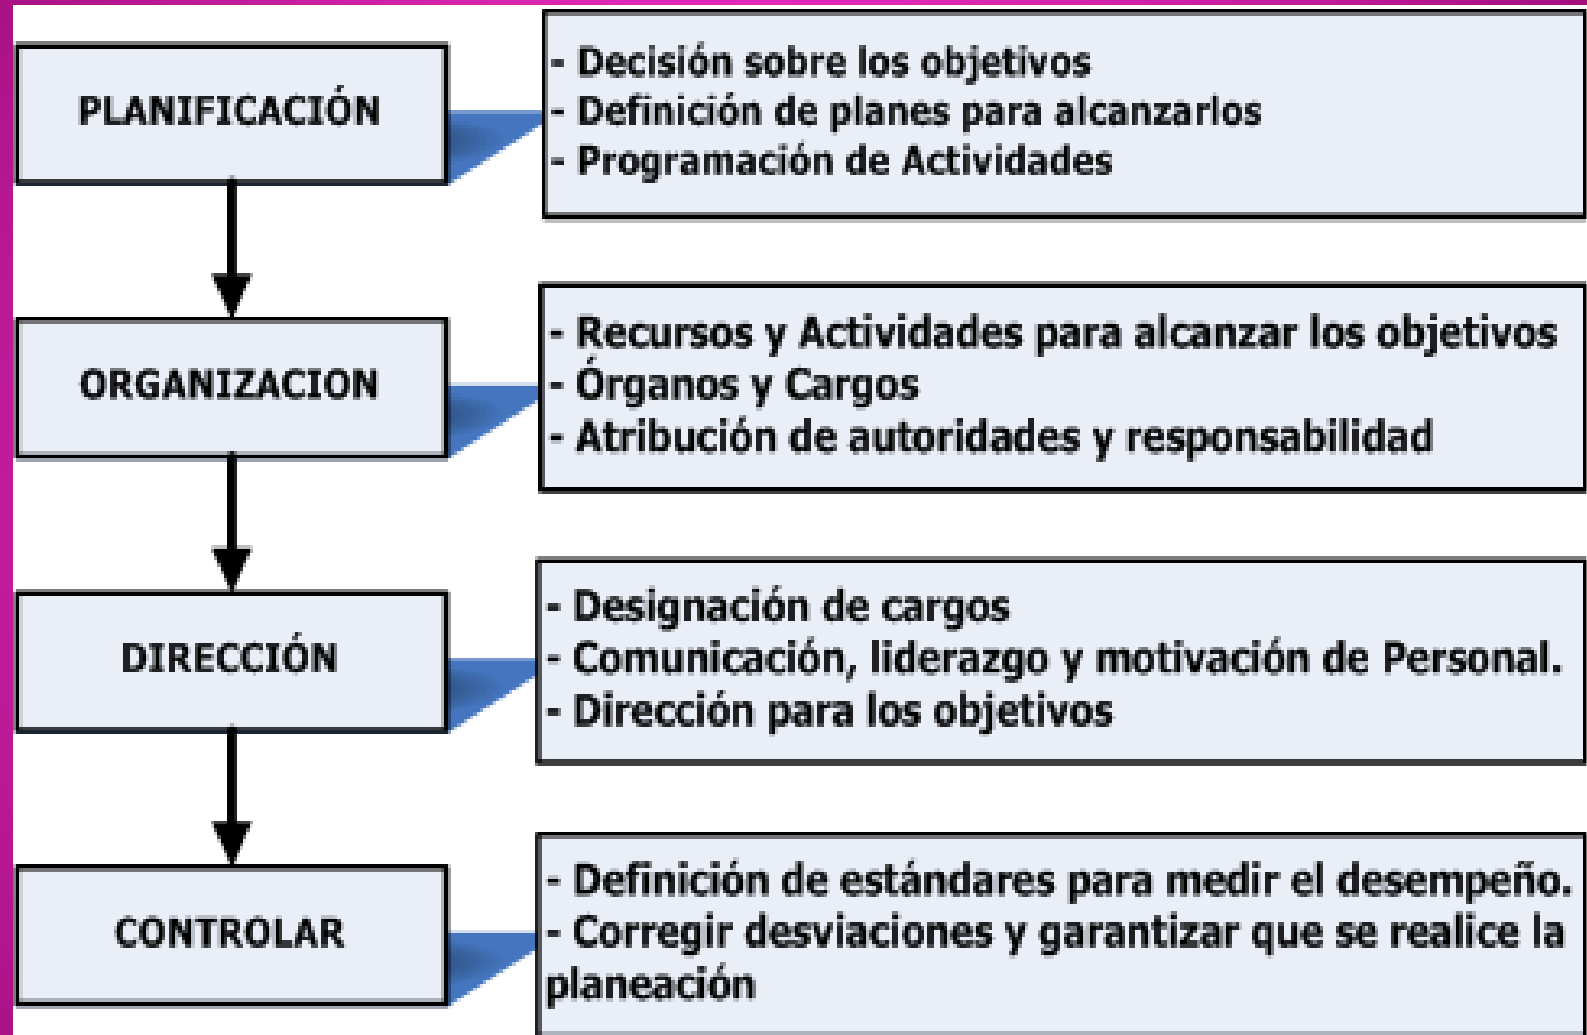 PLANIFICACIÓN
- Decisión sobre los objetivos
- Definición de planes para alcanzarlos
- Programación de Actividades
ORGANIZACION
- Recursos y Actividades para alcanzar los objetivos
- Órganos y Cargos
- Atribución de autoridades y responsabilidad
DIRECCIÓN
- Designación de cargos
- Comunicación, liderazgo y motivación de Personal.
- Dirección para los objetivos
CONTROLAR
- Definición de estándares para medir el desempeño.
- Corregir desviaciones y garantizar que se realice la
planeación